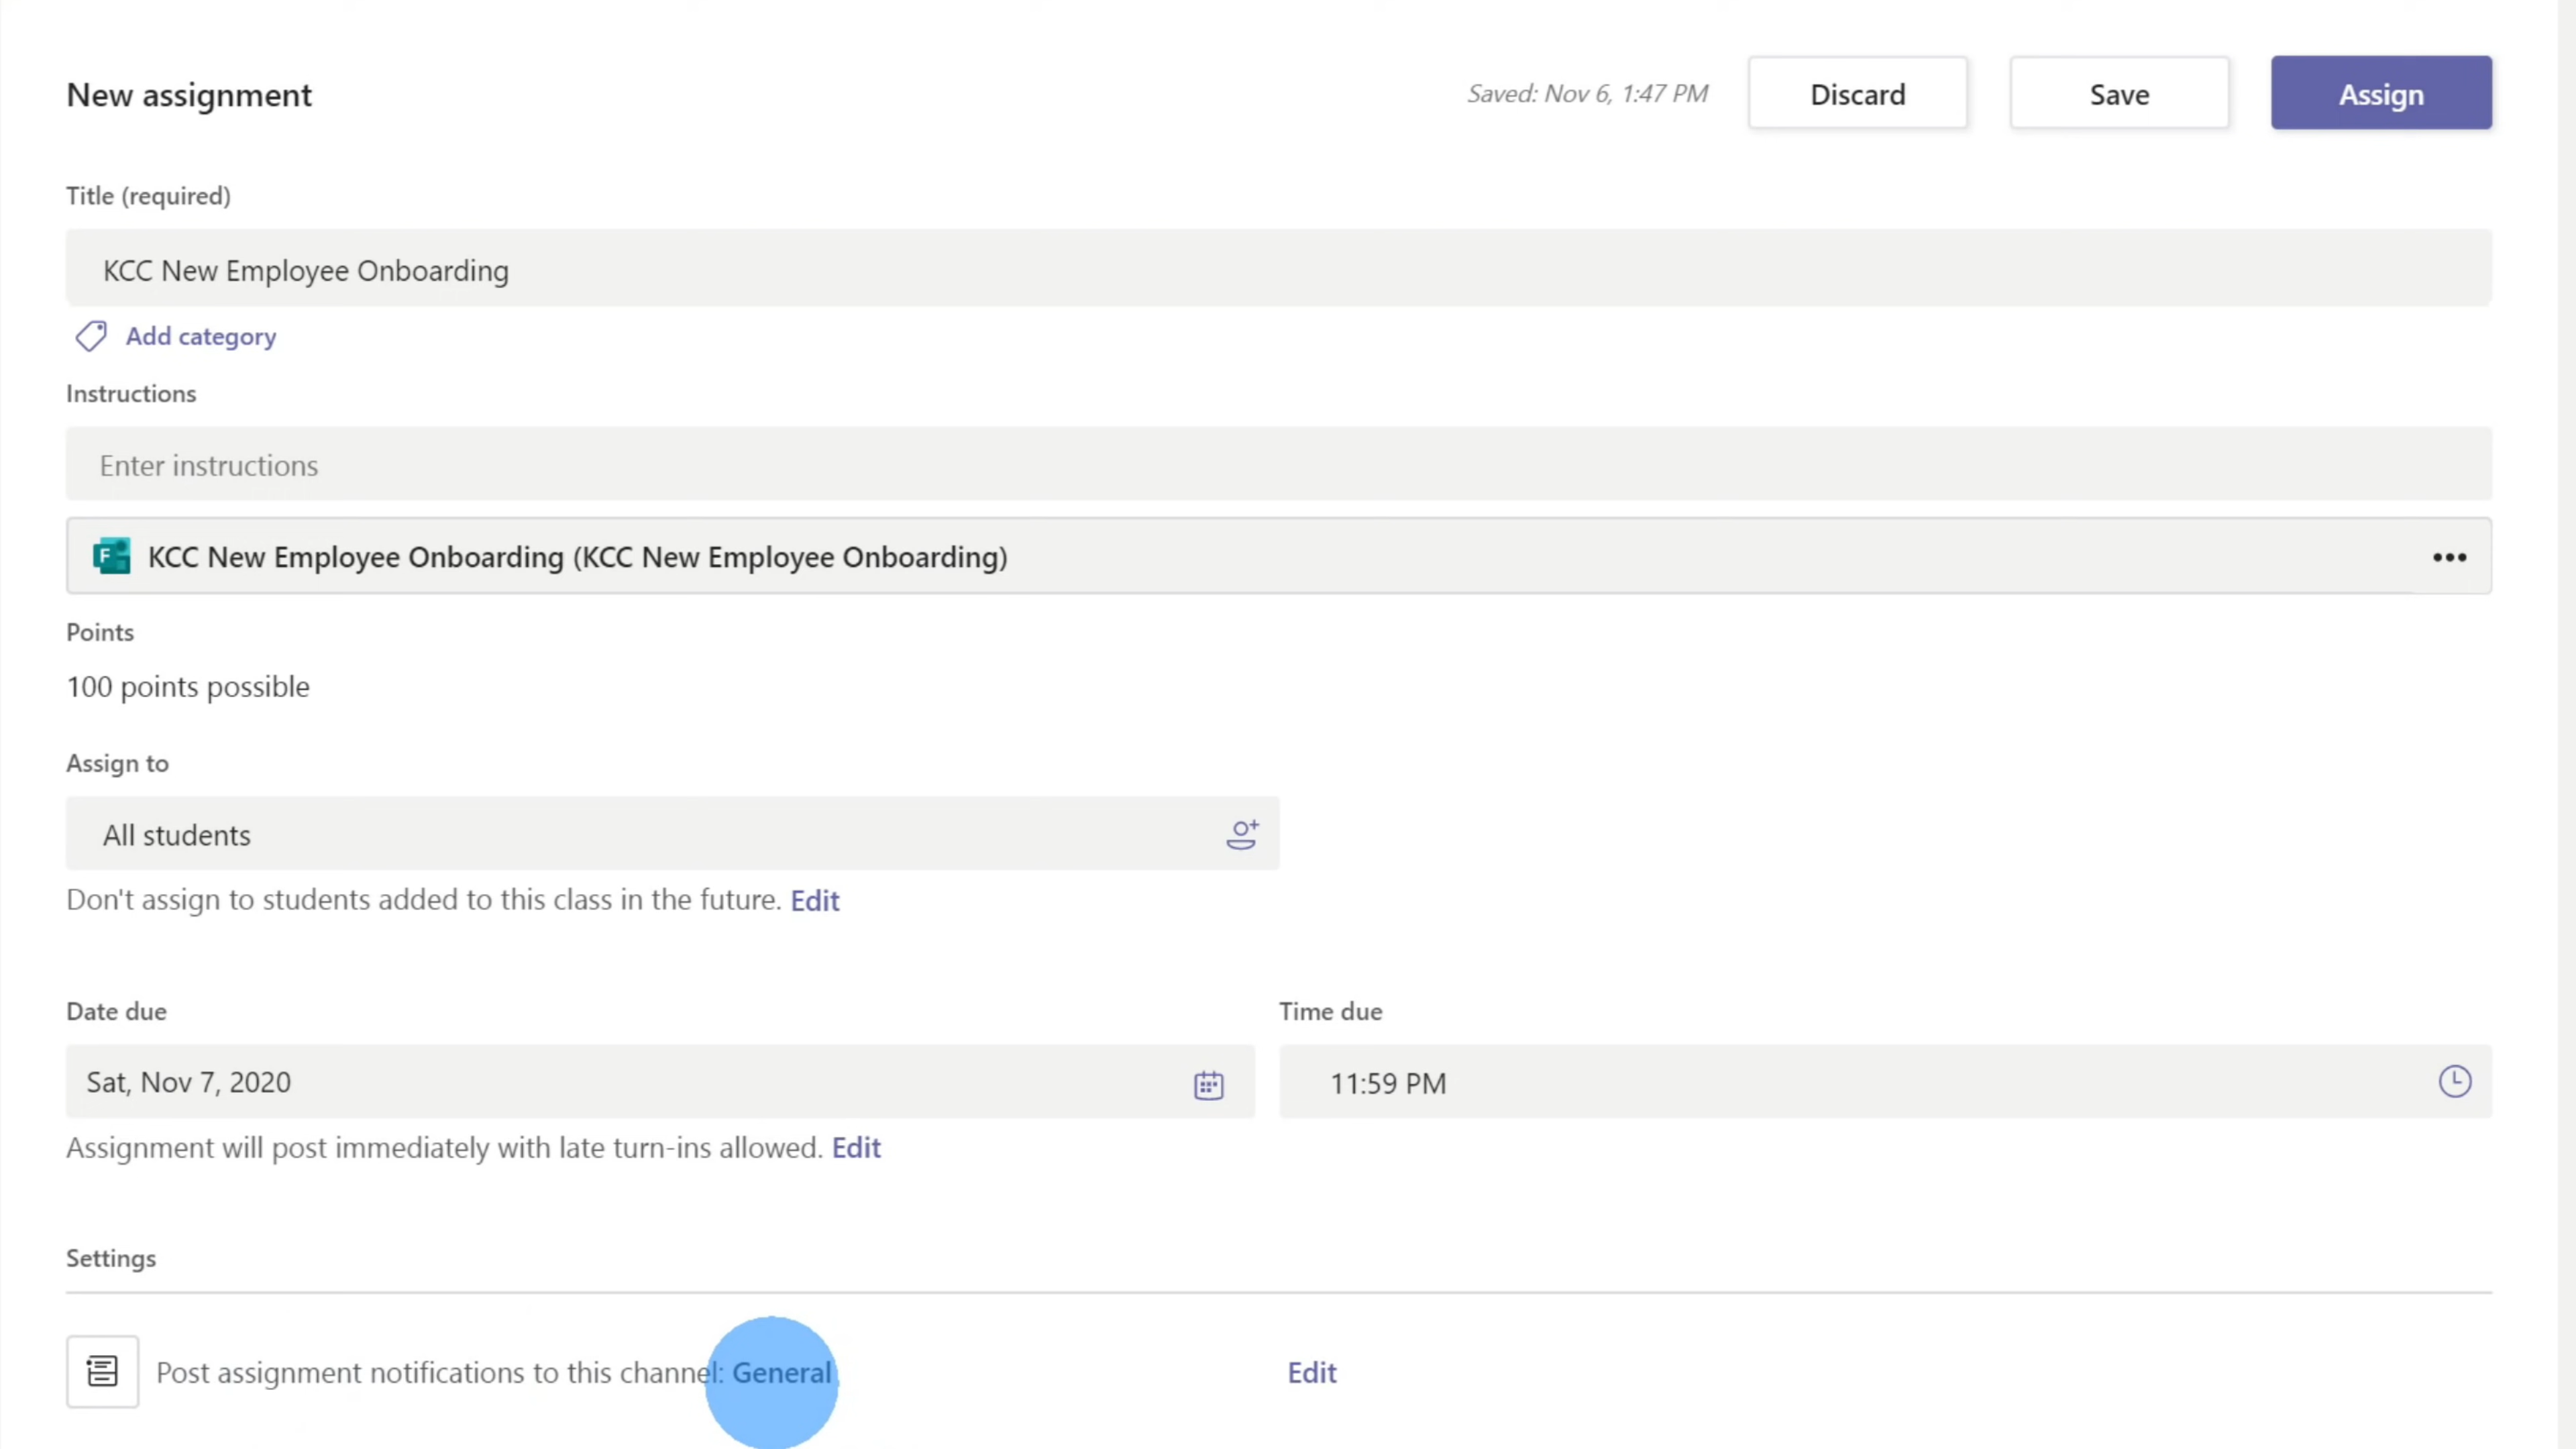 New assignment
Saved: Nov 6, 1:47 PM
Discard
Save
Assign
Title (required)
KCC New Employee Onboarding
Add category
Instructions
Enter instructions
F
KCC New Employee Onboarding (KCC New Employee Onboarding)
Points
100 points possible
Assign to
All students
Don't assign to students added to this class in the future. Edit
Date due
Time due
Sat, Nov 7, 2020
11:59 PM
Assignment will post immediately with late turn-ins allowed. Edit
Settings
Post assignment notifications to this channel: General
Edit